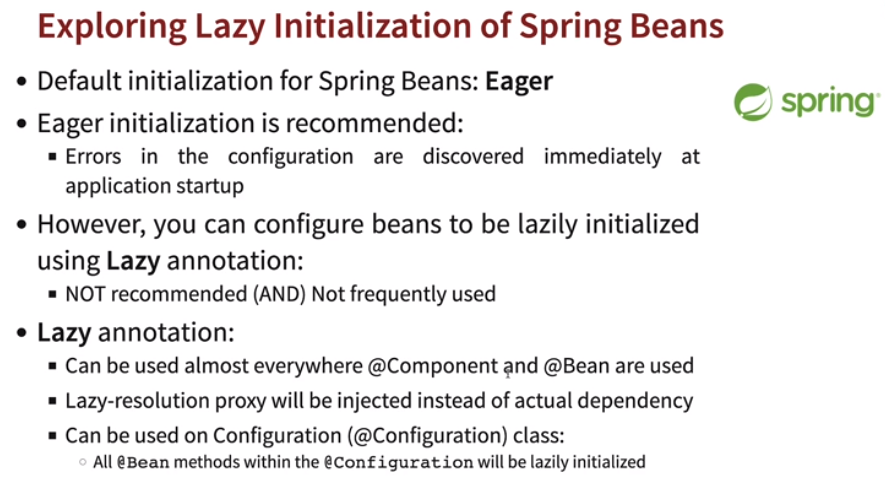 Exploring Lazy Initialization of Spring Beans
• Default initialization for Spring Beans: Eager
spring
• Eager initialization is recommended:
▪ Errors in the configuration are discovered immediately at
application startup
• However, you can configure beans to be lazily initialized
using Lazy annotation:
▪ NOT recommended (AND) Not frequently used
• Lazy annotation:
▪ Can be used almost everywhere @Component and @Bean are used
▪ Lazy-resolution proxy will be injected instead of actual dependency
▪ Can be used on Configuration (@Configuration) class:
○ All @Bean methods within the @Configuration will be lazily initialized